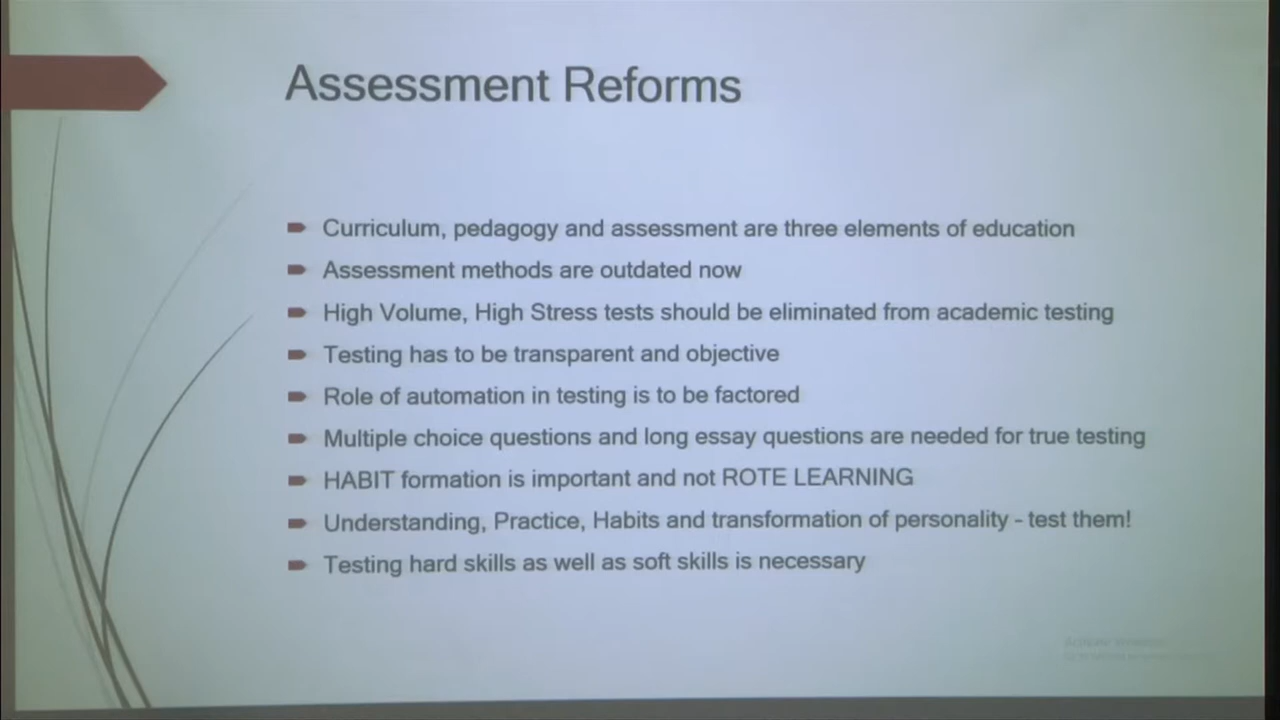 Assessment Reforms
Curriculum, pedagogy and assessment are three elements of education
Assessment methods are outdated now
High Volume, High Stress tests should be eliminated from academic testing
Testing has to be transparent and objective
Role of automation in testing is to be factored
Multiple choice questions and long essay questions are needed for true testing
HABIT formation is important and not ROTE LEARNING
Understanding, Practice, Habits and transformation of personality - test them!
Testing hard skills as well as soft skills is necessary